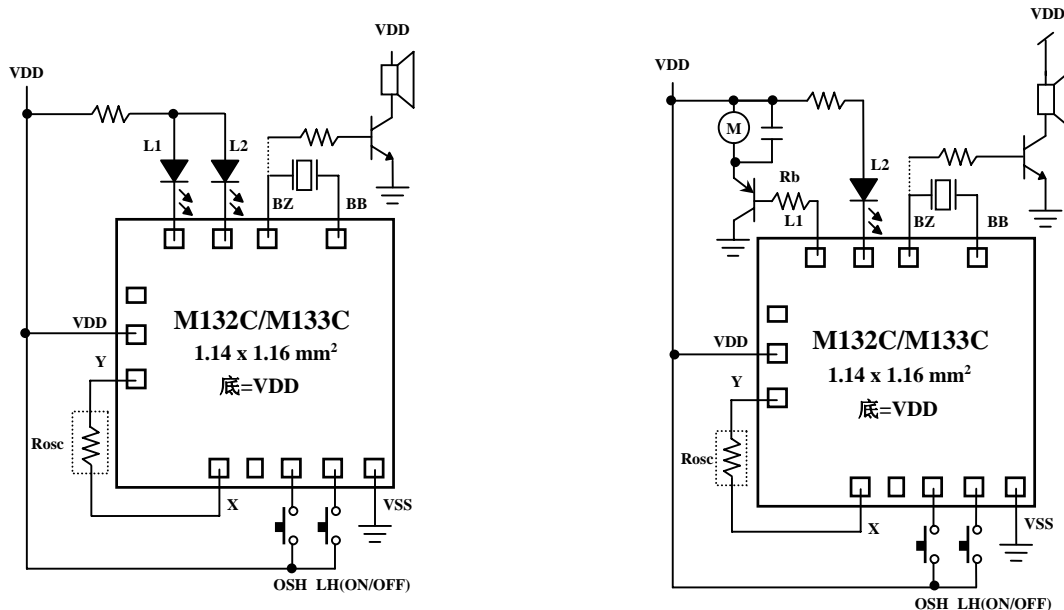 VDD
VDD
L1
L2
BZ
BB
M132C/M133C
1.14 x 1.16 mm²
底=VDD
VDD
Y
Rosc
X
VSS
OSH LH(ON/OFF)
VDD
VDD
M
L2
Rb
L1
BZ
BB
M132C/M133C
1.14 x 1.16 mm²
底=VDD
VDD
Y
Rosc
X
VSS
OSH LH(ON/OFF)